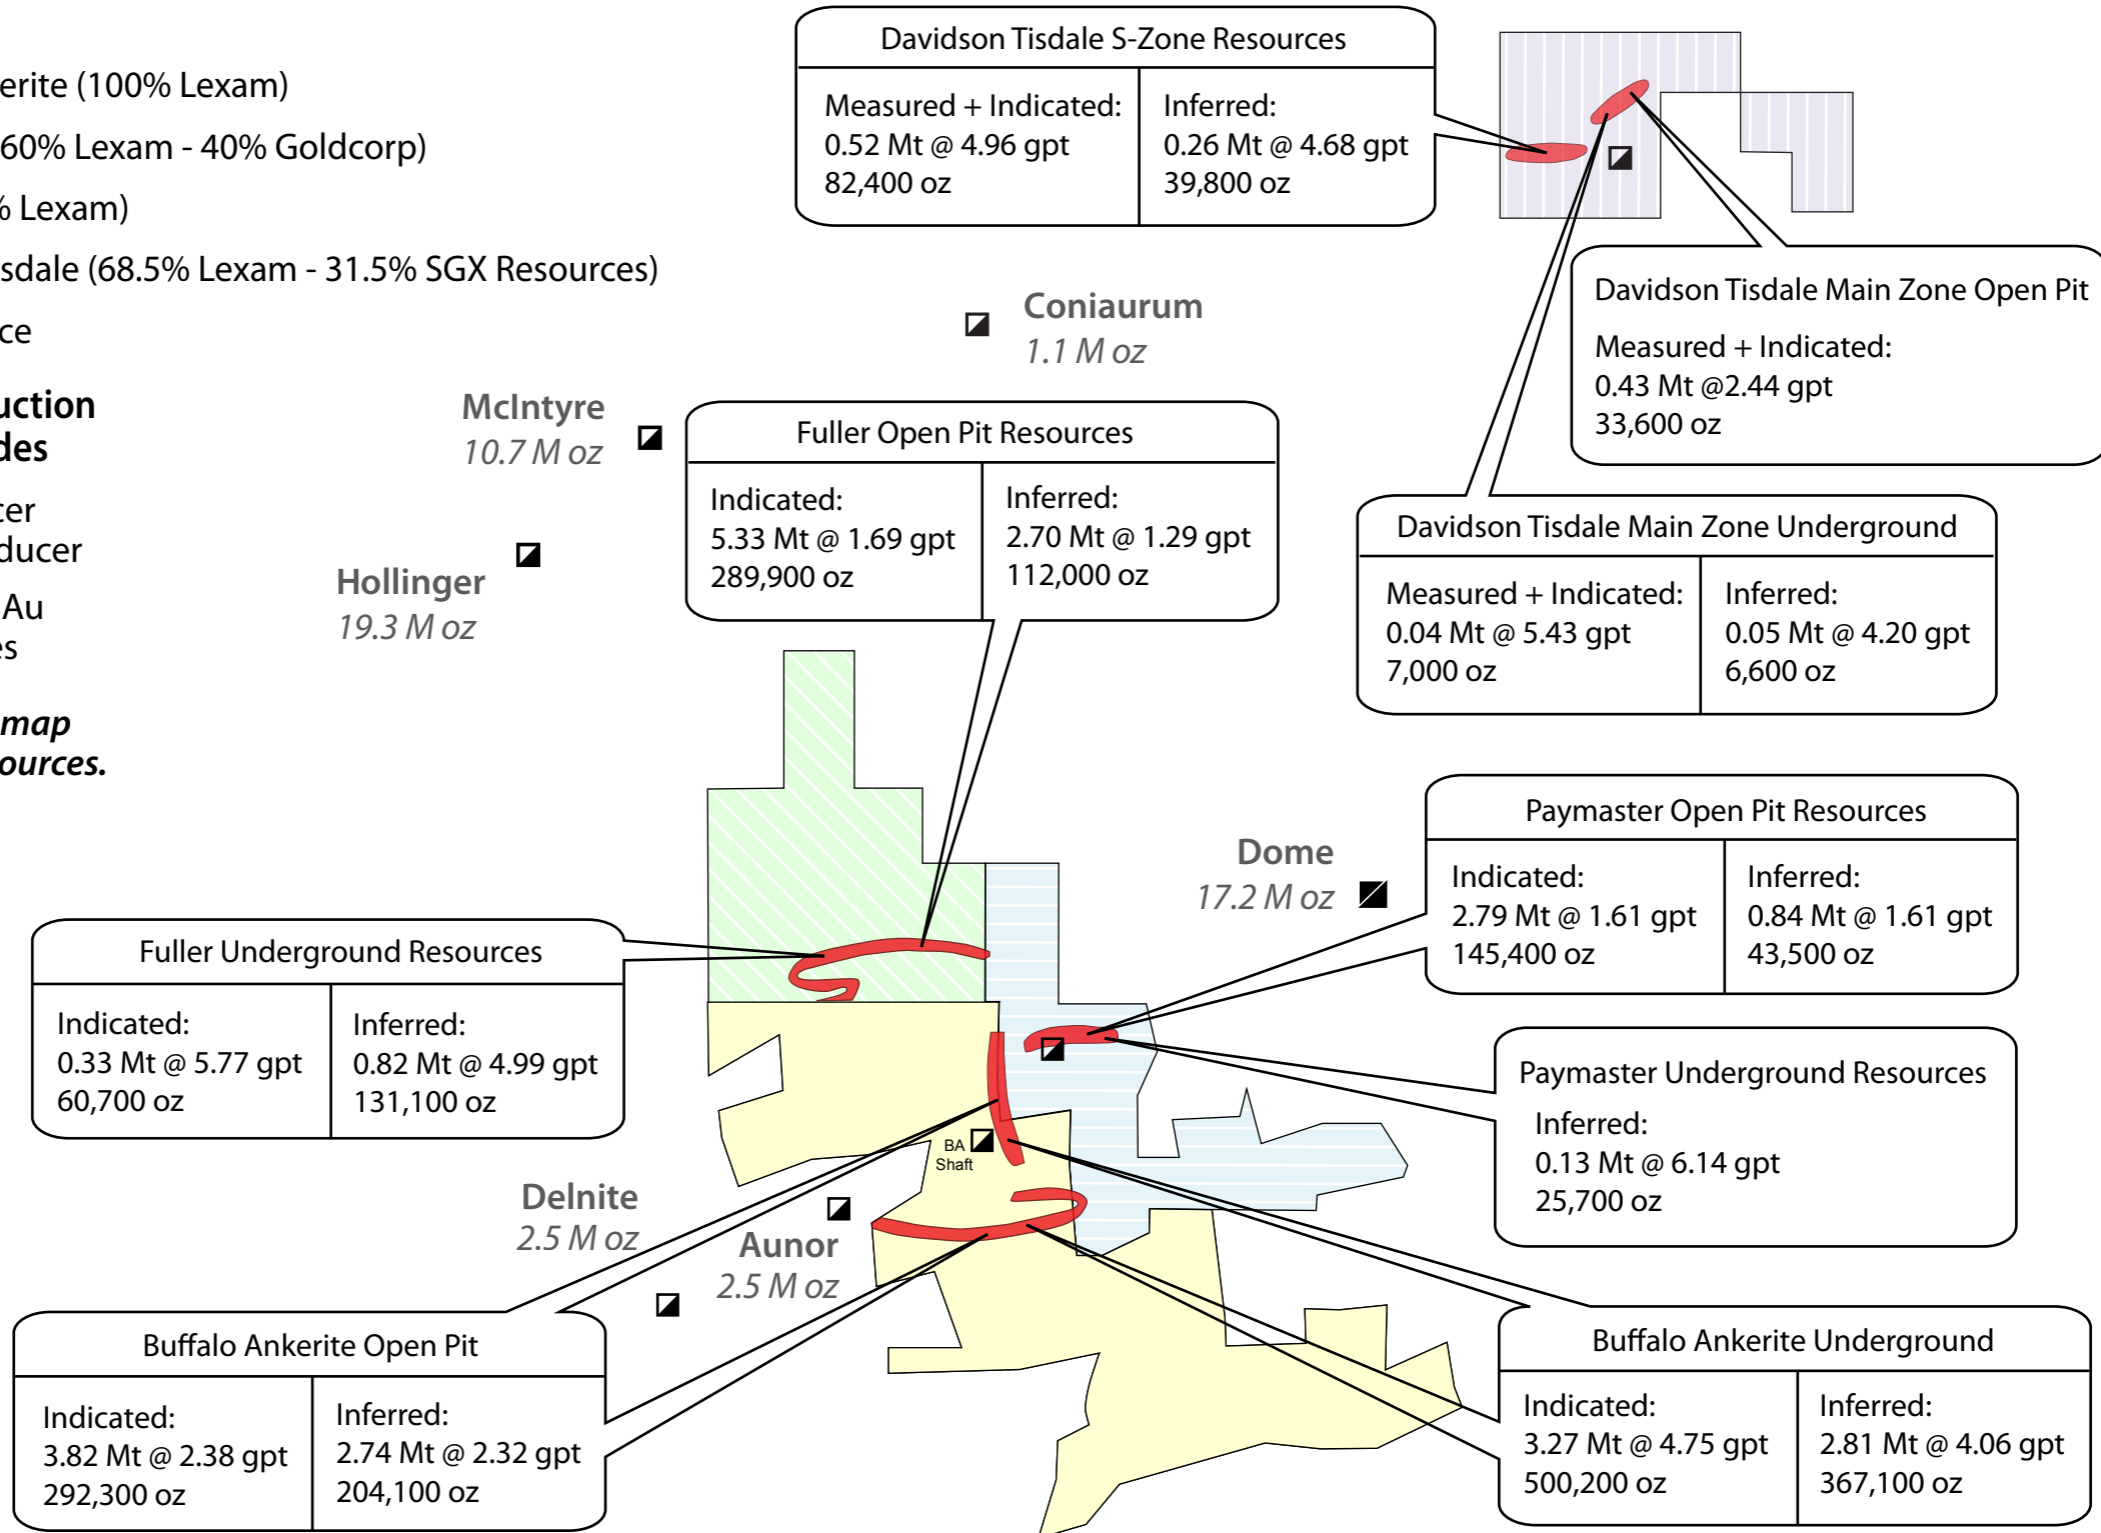 erite (100% Lexam)
60% Lexam - 40% Goldcorp)
% Lexam)
sdale (68.5% Lexam - 31.5% SGX Resources)
ce
uction
des
cer
ducer
Au
es
map
ources.
Davidson Tisdale S-Zone Resources
Measured + Indicated:
0.52 Mt @ 4.96 gpt
82,400 oz
Inferred:
0.26 Mt @ 4.68 gpt
39,800 oz
Davidson Tisdale Main Zone Open Pit
Measured + Indicated:
0.43 Mt @2.44 gpt
33,600 oz
Coniaurum
1.1 M oz
McIntyre
10.7 M oz
Hollinger
19.3 M oz
Fuller Open Pit Resources
Indicated:
5.33 Mt @ 1.69 gpt
289,900 oz
Inferred:
2.70 Mt @ 1.29 gpt
112,000 oz
Davidson Tisdale Main Zone Underground
Measured + Indicated:
0.04 Mt @ 5.43 gpt
7,000 oz
Inferred:
0.05 Mt @ 4.20 gpt
6,600 oz
Dome
17.2 M oz
Paymaster Open Pit Resources
Indicated:
2.79 Mt @ 1.61 gpt
145,400 oz
Inferred:
0.84 Mt @ 1.61 gpt
43,500 oz
Fuller Underground Resources
Indicated:
0.33 Mt @ 5.77 gpt
60,700 oz
Inferred:
0.82 Mt @ 4.99 gpt
131,100 oz
Paymaster Underground Resources
Inferred:
0.13 Mt @ 6.14 gpt
25,700 oz
BA
Shaft
Delnite
2.5 M oz
Aunor
2.5 M oz
Buffalo Ankerite Open Pit
Indicated:
3.82 Mt @ 2.38 gpt
292,300 oz
Inferred:
2.74 Mt @ 2.32 gpt
204,100 oz
Buffalo Ankerite Underground
Indicated:
3.27 Mt @ 4.75 gpt
500,200 oz
Inferred:
2.81 Mt @ 4.06 gpt
367,100 oz